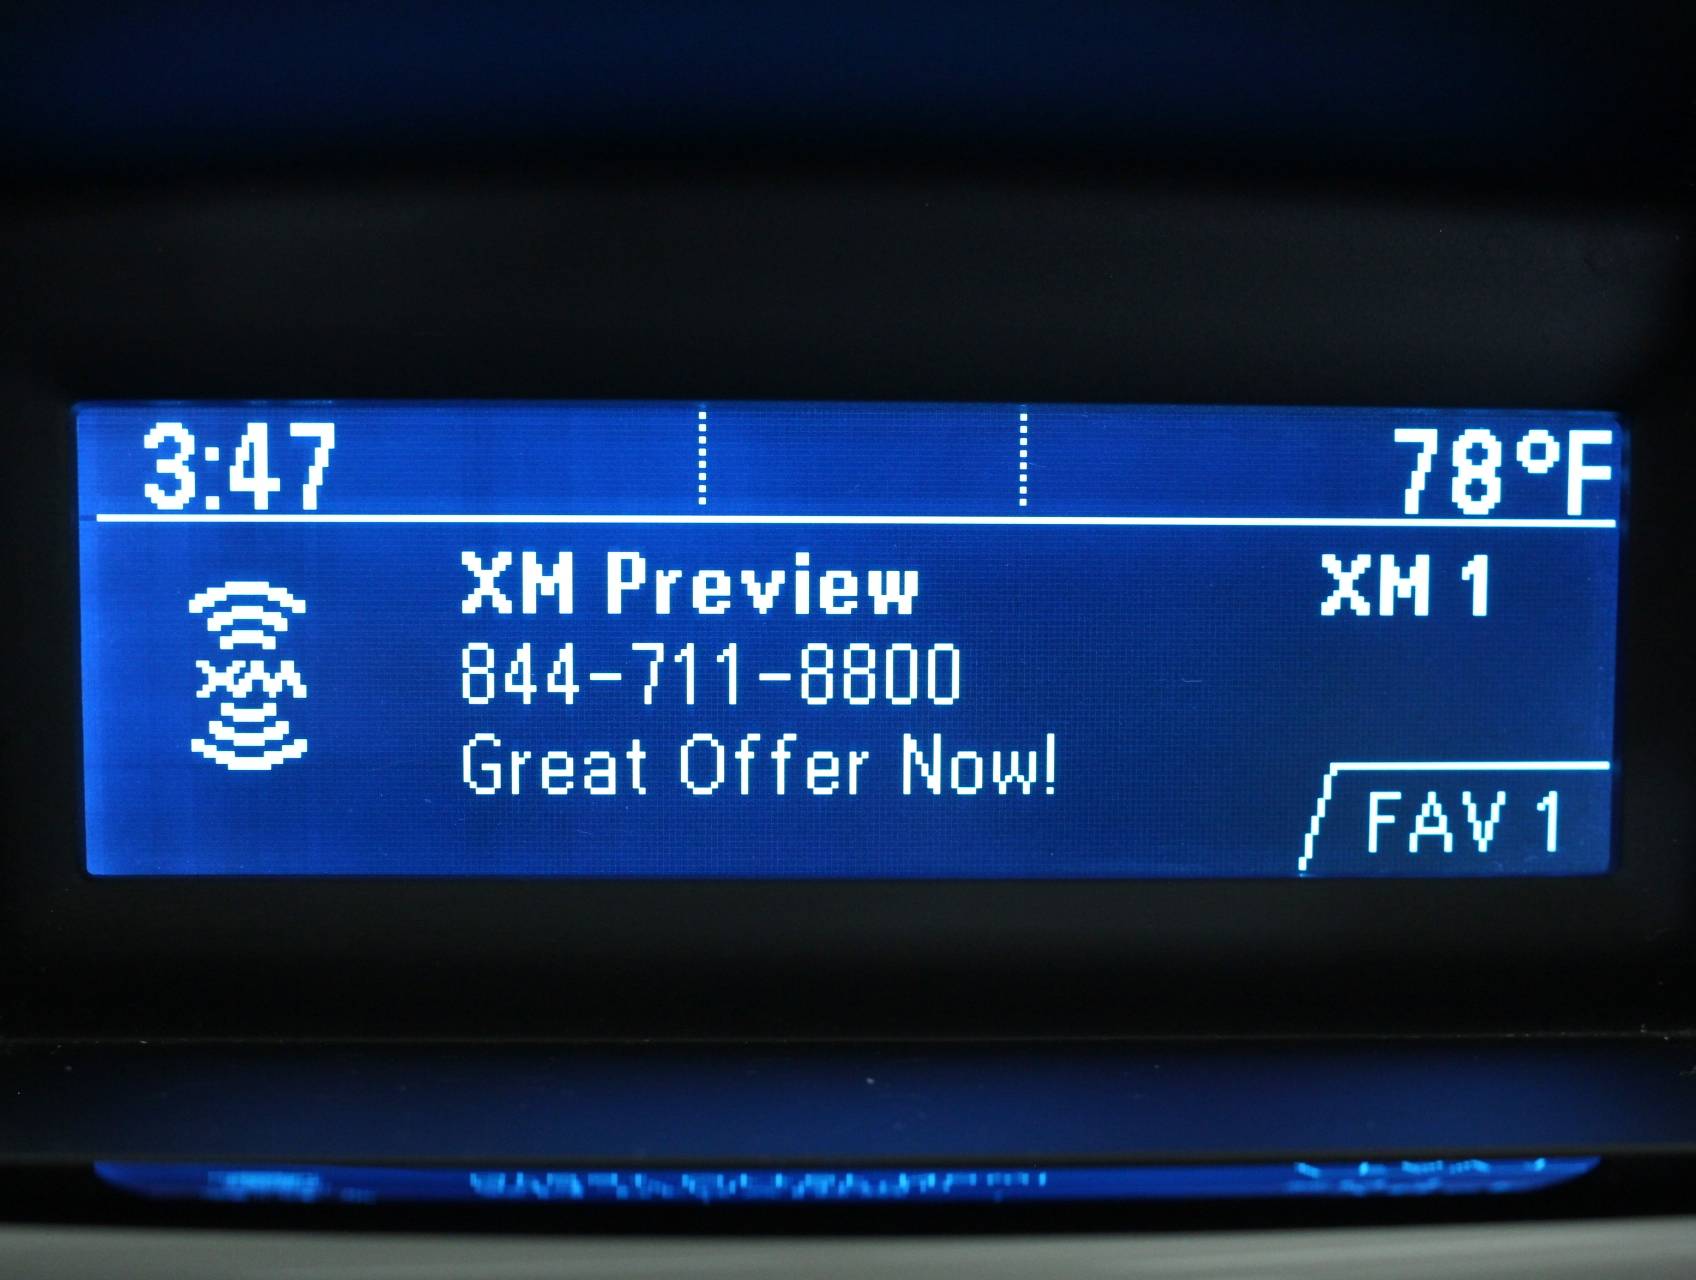 3:47 78°F
XM Preview XM 1
844-711-8800
XM
Great Offer Now!
FAV 1